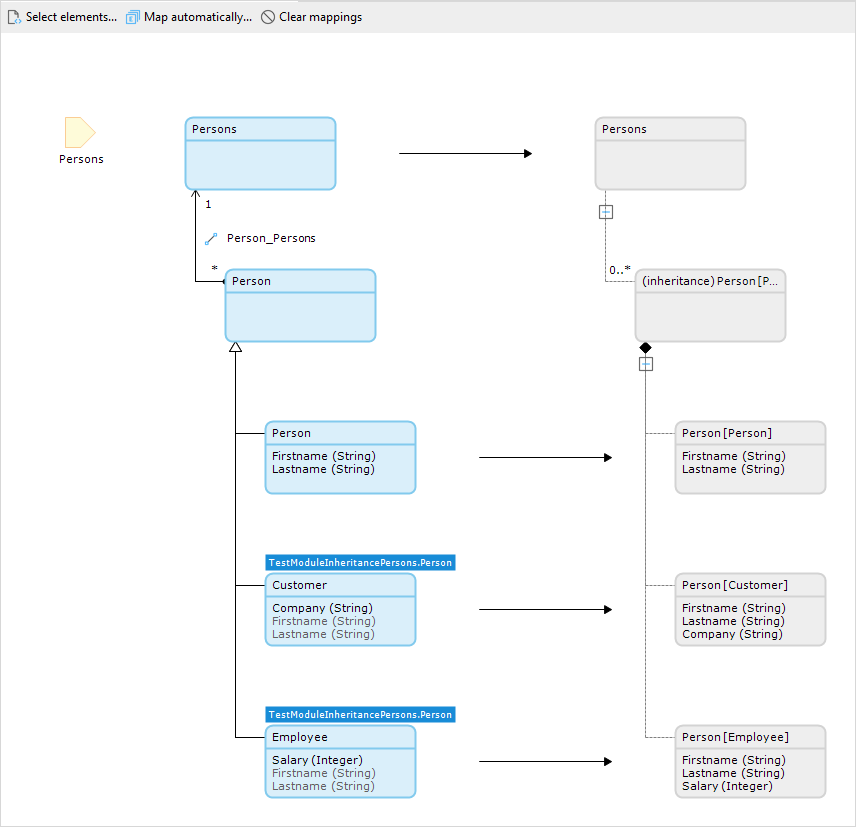 Select elements... Map automatically... Clear mappings
Persons
Persons
Persons
1
Person_Persons
*
Person
0..*
(inheritance) Person [P...
Person
Firstname (String)
Lastname (String)
Person [Person]
Firstname (String)
Lastname (String)
TestModuleInheritancePersons.Person
Customer
Company (String)
Firstname (String)
Lastname (String)
Person [Customer]
Firstname (String)
Lastname (String)
Company (String)
TestModuleInheritancePersons.Person
Employee
Salary (Integer)
Firstname (String)
Lastname (String)
Person [Employee]
Firstname (String)
Lastname (String)
Salary (Integer)